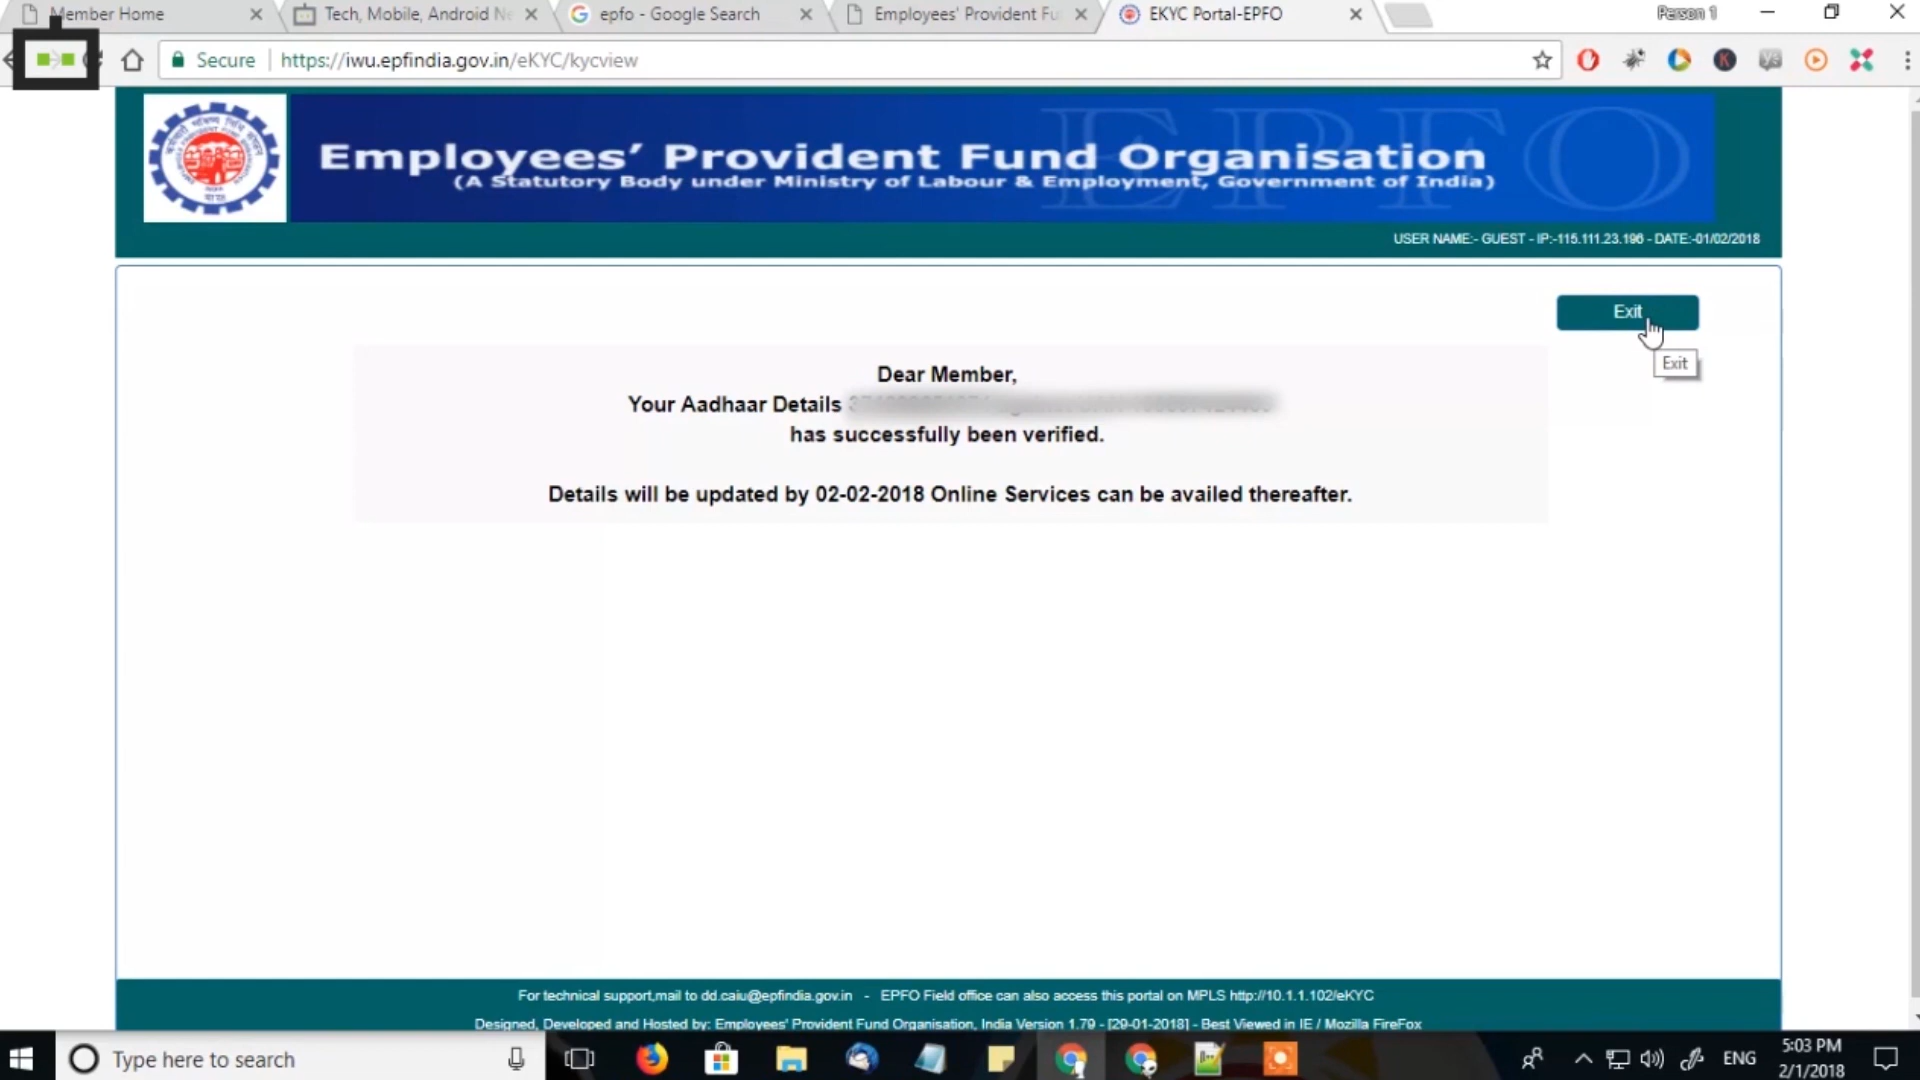 Member Home
Tech, Mobile, Android Ne
epfo - Google Search
Employees' Provident Fu
EKYC Portal-EPFO
Person 1
Secure
https://iwu.epfindia.gov.in/eKYC/kycview
EPFO
Employees' Provident Fund Organisation
(A Statutory Body under Ministry of Labour & Employment, Government of India)
USER NAME:- GUEST - IP:-115.111.23.196 - DATE:-01/02/2018
Exit
Exit
Dear Member,
Your Aadhaar Details
has successfully been verified.
Details will be updated by 02-02-2018 Online Services can be availed thereafter.
For technical support,mail to dd.caiu@epfindia.gov.in - EPFO Field office can also access this portal on MPLS http://10.1.1.102/eKYC
Designed, Developed and Hosted by: Employees' Provident Fund Organisation, India Version 1.79 - [29-01-2018] - Best Viewed in IE / Mozilla FireFox
Type here to search
ENG
5:03 PM
2/1/2018